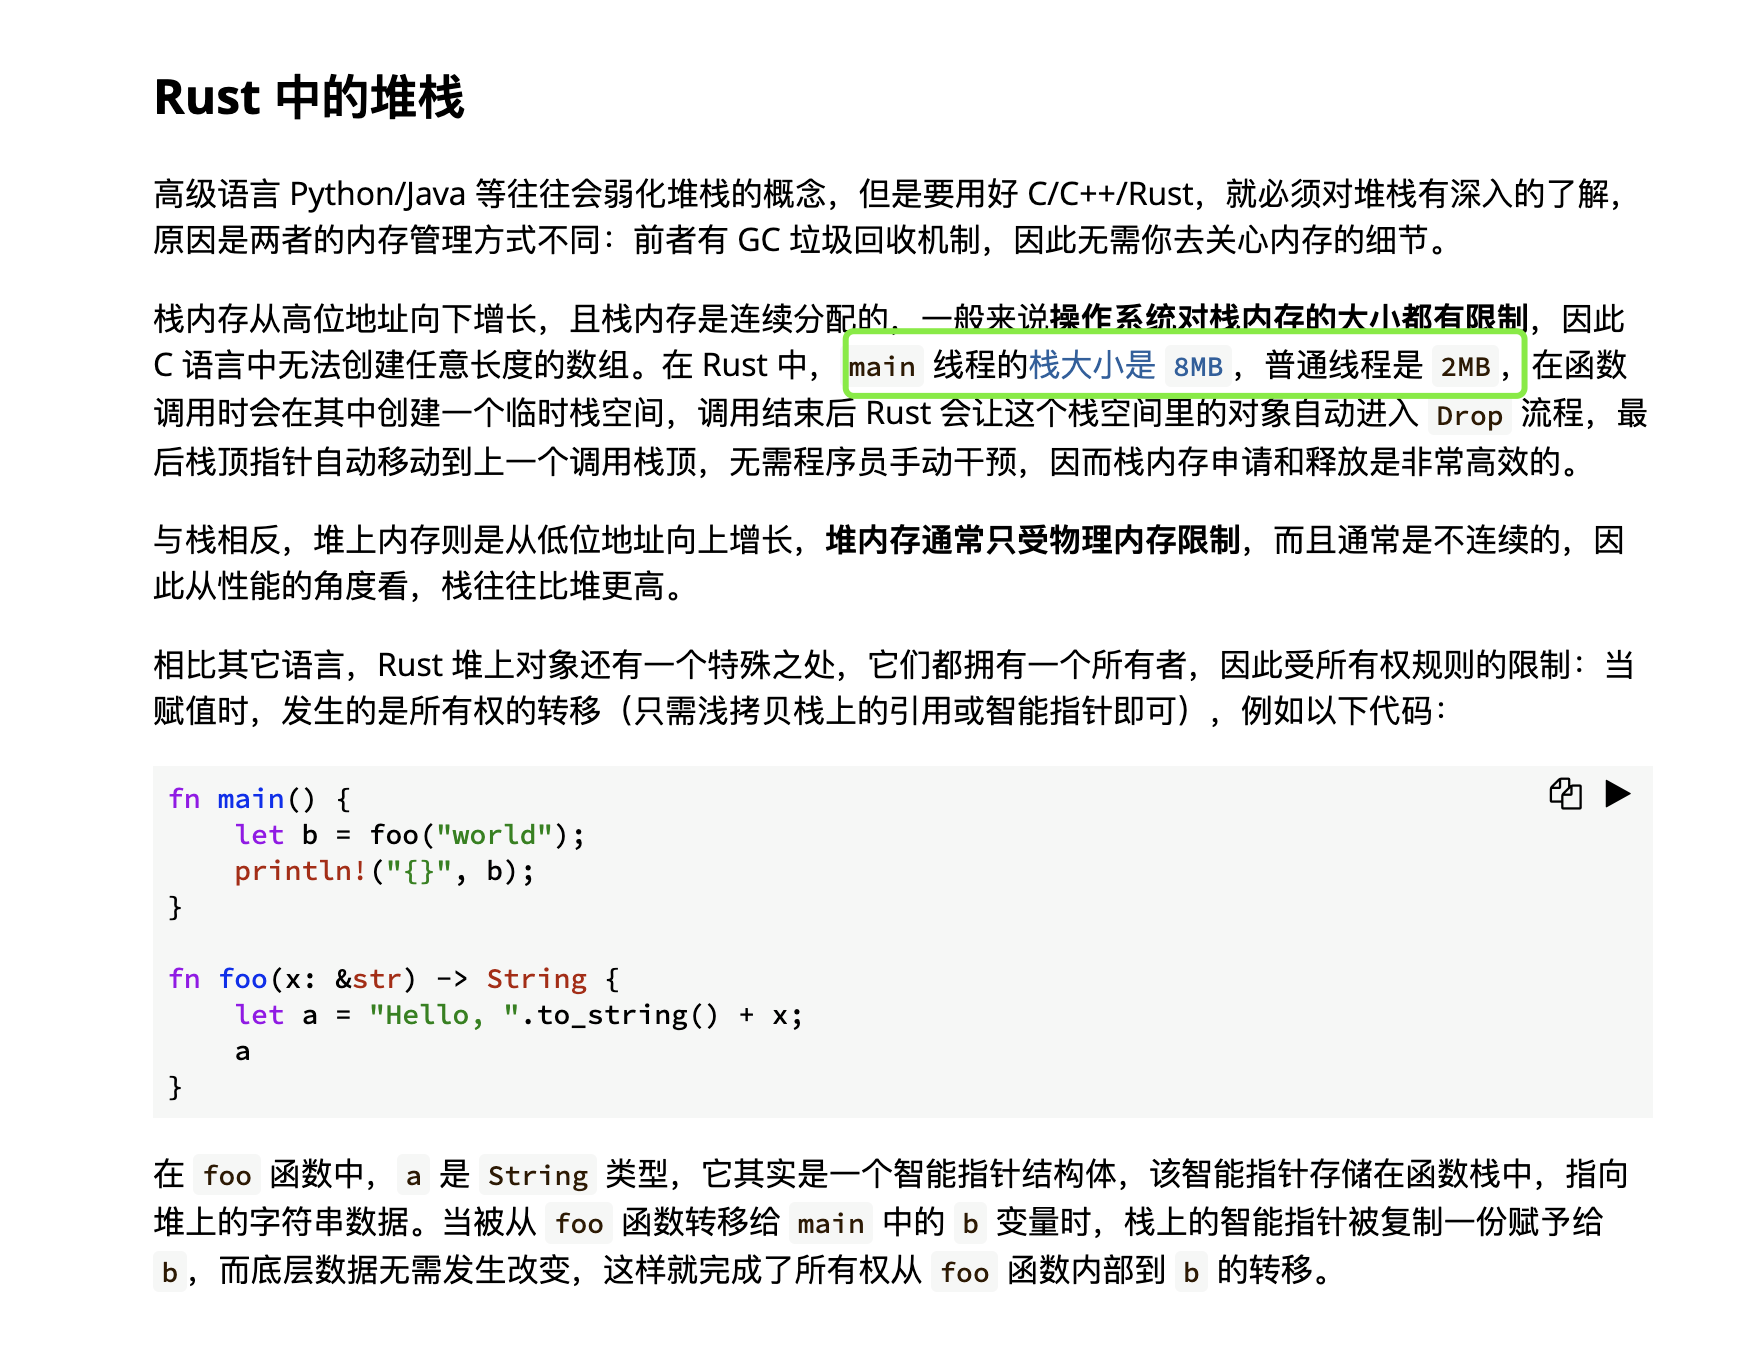 Rust 中的堆栈
高级语言 Python/Java 等往往会弱化堆栈的概念，但是要用好 C/C++/Rust，就必须对堆栈有深入的了解，
原因是两者的内存管理方式不同：前者有 GC 垃圾回收机制，因此无需你去关心内存的细节。
栈内存从高位地址向下增长，且栈内存是连续分配的，一般来说操作系统对栈内存的大小都有限制，因此
C 语言中无法创建任意长度的数组。在 Rust 中， main 线程的栈大小是 8MB，普通线程是 2MB，在函数
调用时会在其中创建一个临时栈空间，调用结束后 Rust 会让这个栈空间里的对象自动进入 Drop 流程，最
后栈顶指针自动移动到上一个调用栈顶，无需程序员手动干预，因而栈内存申请和释放是非常高效的。
与栈相反，堆上内存则是从低位地址向上增长，堆内存通常只受物理内存限制，而且通常是不连续的，因
此从性能的角度看，栈往往比堆更高。
相比其它语言，Rust 堆上对象还有一个特殊之处，它们都拥有一个所有者，因此受所有权规则的限制：当
赋值时，发生的是所有权的转移（只需浅拷贝栈上的引用或智能指针即可），例如以下代码：
fn main() {
    let b = foo("world");
    println!("{}", b);
}
fn foo(x: &str) -> String {
    let a = "Hello, ".to_string() + x;
    a
}
在 foo 函数中，a 是 String 类型，它其实是一个智能指针结构体，该智能指针存储在函数栈中，指向
堆上的字符串数据。当被从 foo 函数转移给 main 中的 b 变量时，栈上的智能指针被复制一份赋予给
b，而底层数据无需发生改变，这样就完成了所有权从 foo 函数内部到 b 的转移。